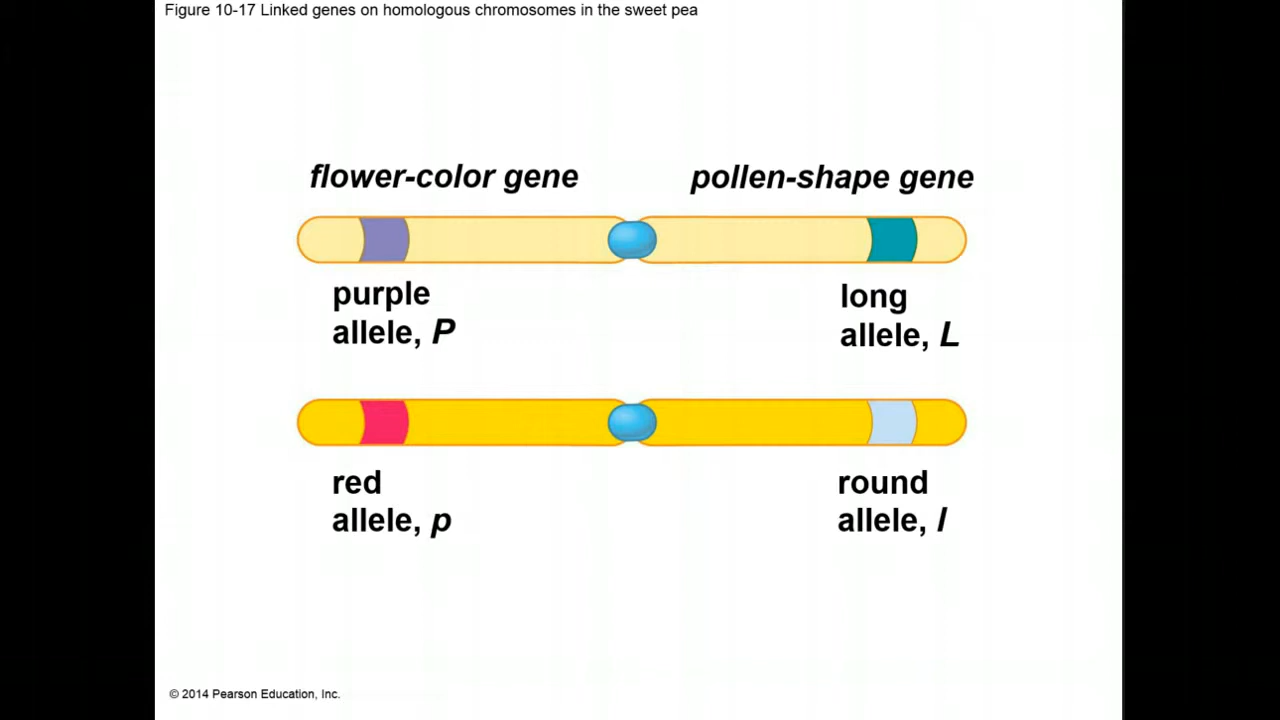 Figure 10-17 Linked genes on homologous chromosomes in the sweet pea
flower-color gene
pollen-shape gene
purple
allele, P
long
allele, L
red
allele, p
round
allele, l
© 2014 Pearson Education, Inc.